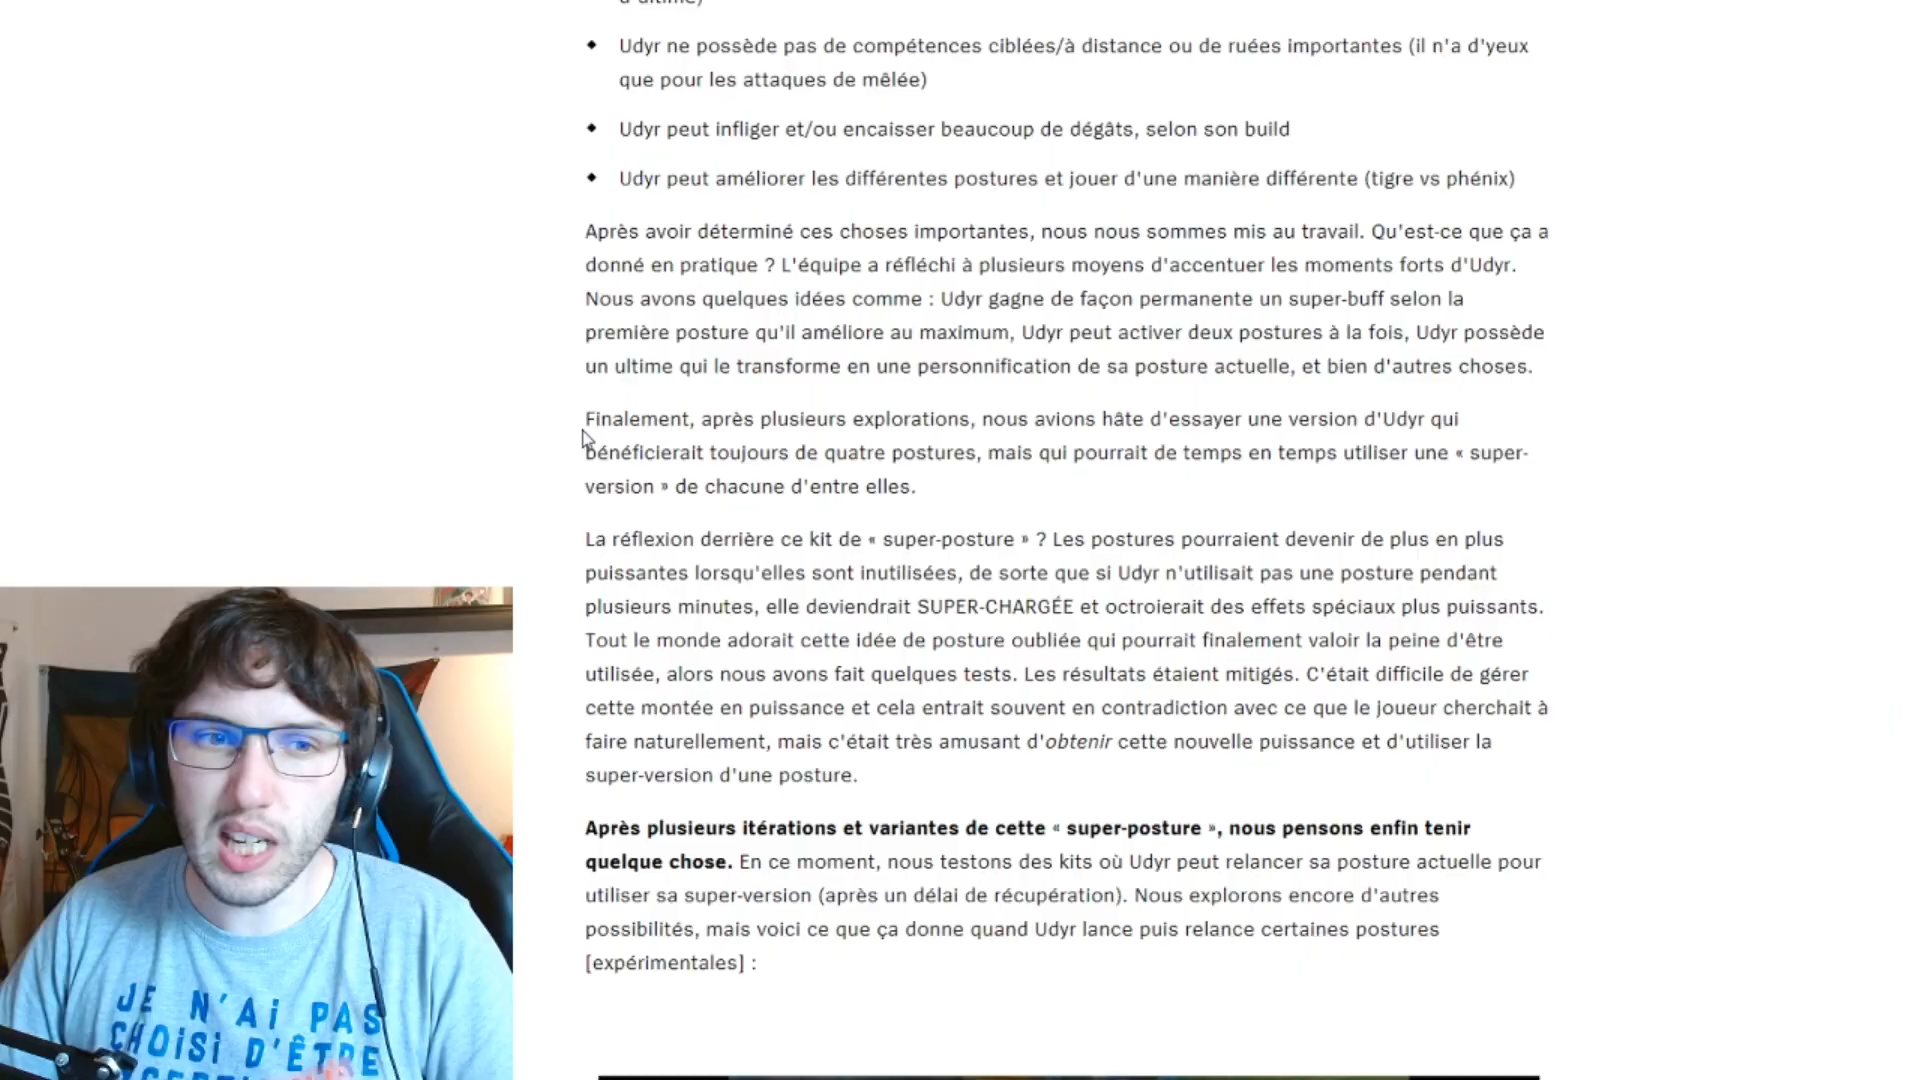 Udyr ne possède pas de compétences ciblées/à distance ou de ruées importantes (il n'a d'yeux
que pour les attaques de mêlée)
Udyr peut infliger et/ou encaisser beaucoup de dégâts, selon son build
Udyr peut améliorer les différentes postures et jouer d'une manière différente (tigre vs phénix)
Après avoir déterminé ces choses importantes, nous nous sommes mis au travail. Qu'est-ce que ça a
donné en pratique ? L'équipe a réfléchi à plusieurs moyens d'accentuer les moments forts d'Udyr.
Nous avons quelques idées comme : Udyr gagne de façon permanente un super-buff selon la
première posture qu'il améliore au maximum, Udyr peut activer deux postures à la fois, Udyr possède
un ultime qui le transforme en une personnification de sa posture actuelle, et bien d'autres choses.
Finalement, après plusieurs explorations, nous avions hâte d'essayer une version d'Udyr qui
bénéficierait toujours de quatre postures, mais qui pourrait de temps en temps utiliser une « super-
version » de chacune d'entre elles.
La réflexion derrière ce kit de « super-posture » ? Les postures pourraient devenir de plus en plus
puissantes lorsqu'elles sont inutilisées, de sorte que si Udyr n'utilisait pas une posture pendant
plusieurs minutes, elle deviendrait SUPER-CHARGÉE et octroierait des effets spéciaux plus puissants.
Tout le monde adorait cette idée de posture oubliée qui pourrait finalement valoir la peine d'être
utilisée, alors nous avons fait quelques tests. Les résultats étaient mitigés. C'était difficile de gérer
cette montée en puissance et cela entrait souvent en contradiction avec ce que le joueur cherchait à
faire naturellement, mais c'était très amusant d'obtenir cette nouvelle puissance et d'utiliser la
super-version d'une posture.
Après plusieurs itérations et variantes de cette « super-posture », nous pensons enfin tenir
quelque chose. En ce moment, nous testons des kits où Udyr peut relancer sa posture actuelle pour
utiliser sa super-version (après un délai de récupération). Nous explorons encore d'autres
possibilités, mais voici ce que ça donne quand Udyr lance puis relance certaines postures
[expérimentales] :
JE N'Ai PAS
CHOiSi D'ÊTRE